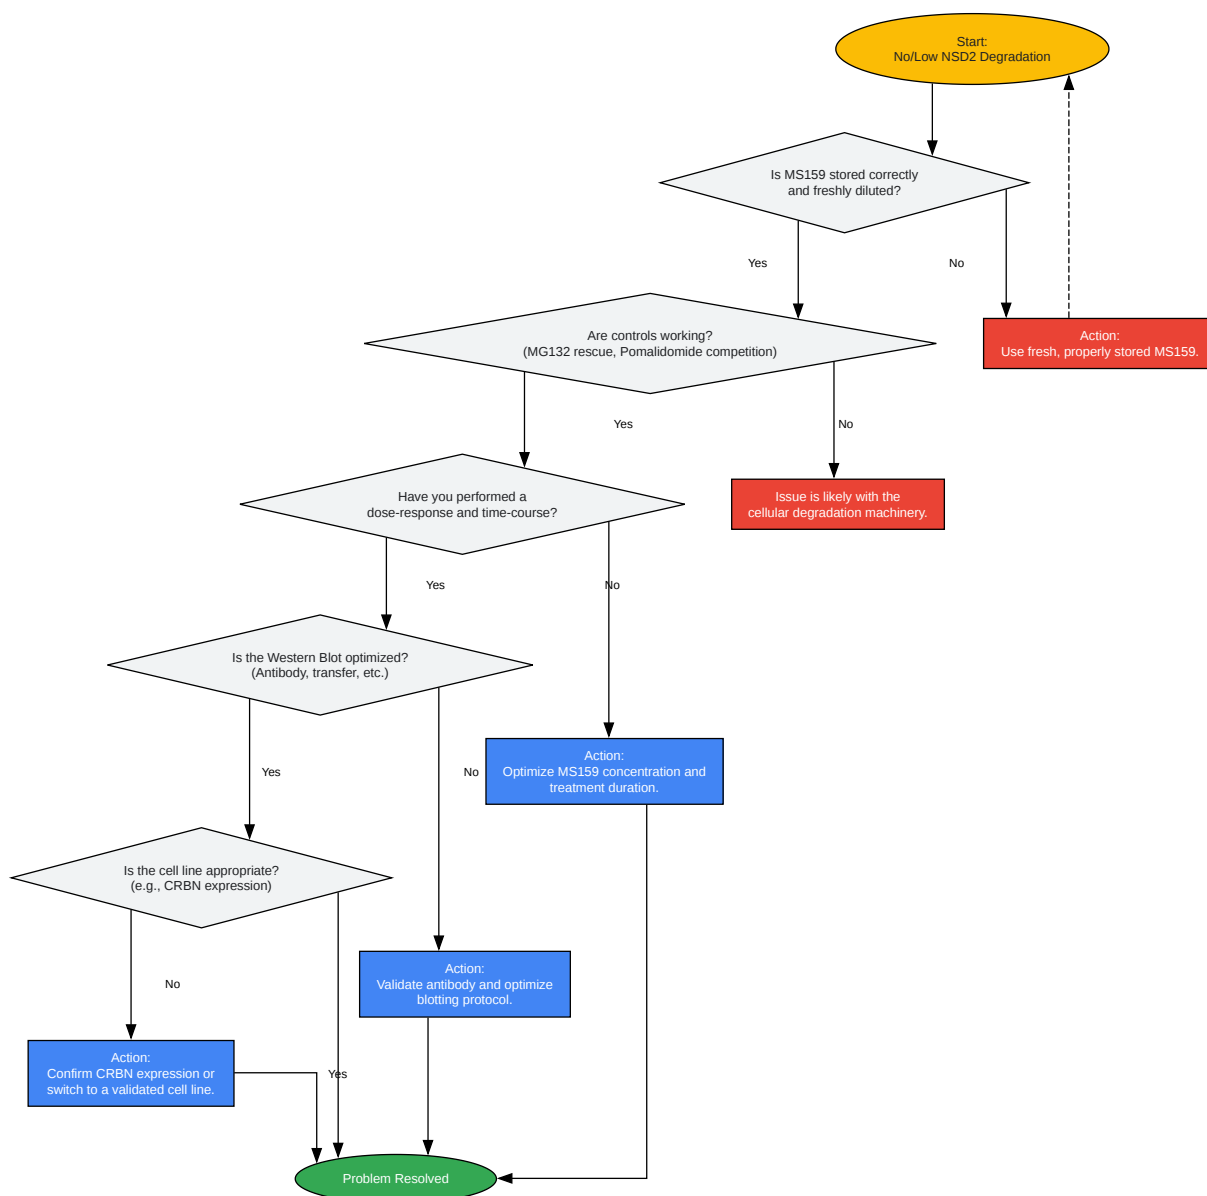 Start:
No/Low NSD2 Degradation
Is MS159 stored correctly
and freshly diluted?
Yes
No
Are controls working?
(MG132 rescue, Pomalidomide competition)
Action:
Use fresh, properly stored MS159.
Yes
No
Have you performed a
dose-response and time-course?
Issue is likely with the
cellular degradation machinery.
Yes
No
Is the Western Blot optimized?
(Antibody, transfer, etc.)
Yes
No
Action:
Optimize MS159 concentration and
treatment duration.
Is the cell line appropriate?
(e.g., CRBN expression)
No
Action:
Validate antibody and optimize
blotting protocol.
Action:
Confirm CRBN expression or
switch to a validated cell line.
Yes
Problem Resolved